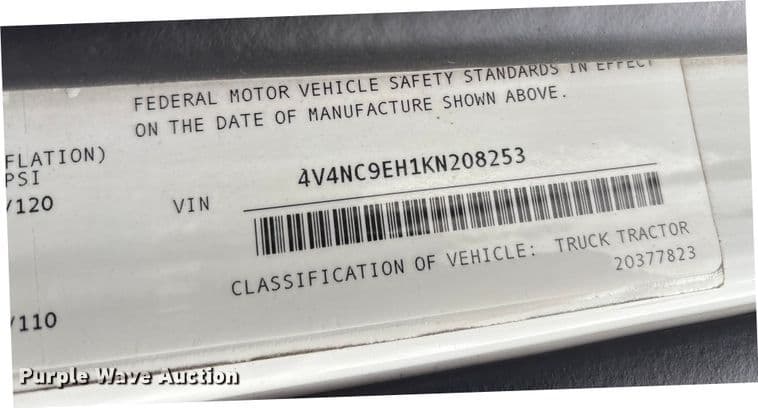 FEDERAL MOTOR VEHICLE SAFETY STANDARDS IN EFFECT
ON THE DATE OF MANUFACTURE SHOWN ABOVE.
FLATION)
PSI
/120
VIN 4V4NC9EH1KN208253
CLASSIFICATION OF VEHICLE: TRUCK TRACTOR
20377823
/110
Purple Wave Auction